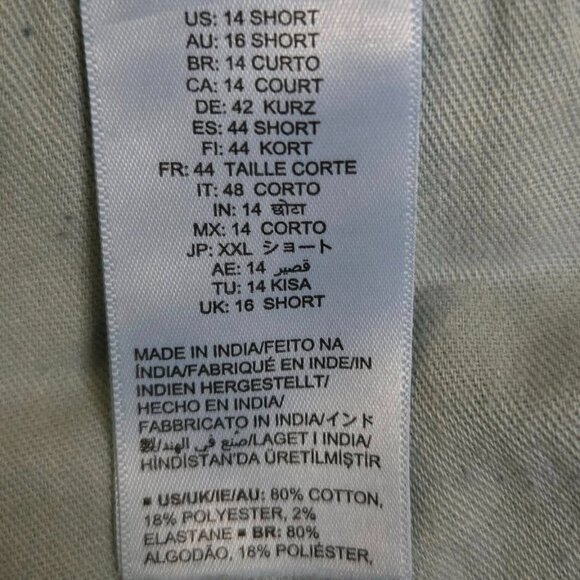 US: 14 SHORT
AU: 16 SHORT
BR: 14 CURTO
CA: 14 COURT
DE: 42 KURZ
ES: 44 SHORT
FI: 44 KORT
FR: 44 TAILLE CORTE
IT: 48 CORTO
IN: 14 छोटा
MX: 14 CORTO
JP: XXL ショート
AE: 14 قصير
TU: 14 KISA
UK: 16 SHORT
MADE IN INDIA/FEITO NA
ÍNDIA/FABRIQUÉ EN INDE/IN
INDIEN HERGESTELLT/
HECHO EN INDIA/
FABBRICATO IN INDIA/インド
製/صنع في الهند/LAGET I INDIA/
HİNDİSTAN'DA ÜRETİLMİŞTİR
■ US/UK/IE/AU: 80% COTTON,
18% POLYESTER, 2%
ELASTANE ■ BR: 80%
ALGODÃO, 18% POLIÉSTER,